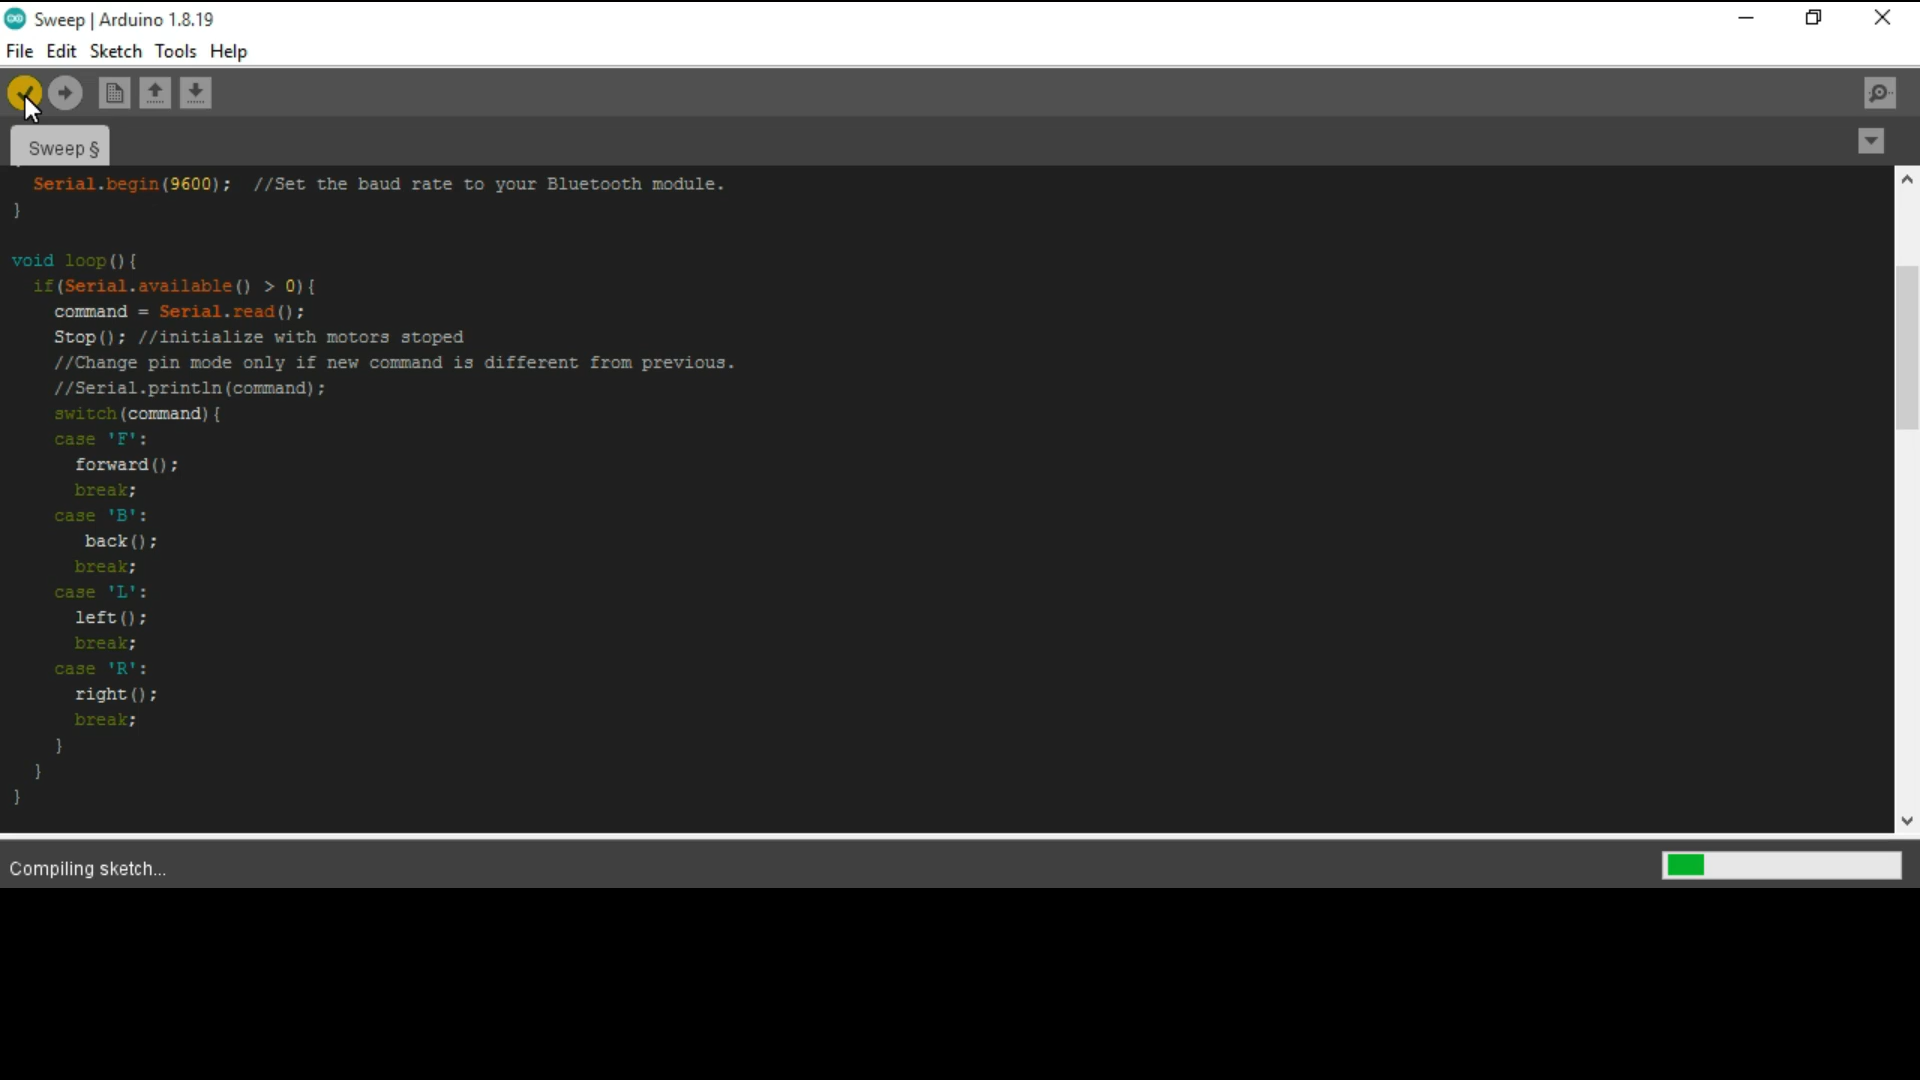 Sweep | Arduino 1.8.19
File Edit Sketch Tools Help
Sweep §
Serial.begin(9600);  //Set the baud rate to your Bluetooth module.
}
void loop(){
if(Serial.available() > 0){
command = Serial.read();
Stop(); //initialize with motors stoped
//Change pin mode only if new command is different from previous.
//Serial.println(command);
switch(command){
case 'F':
forward();
break;
case 'B':
back();
break;
case 'L':
left();
break;
case 'R':
right();
break;
}
}
}
Compiling sketch...